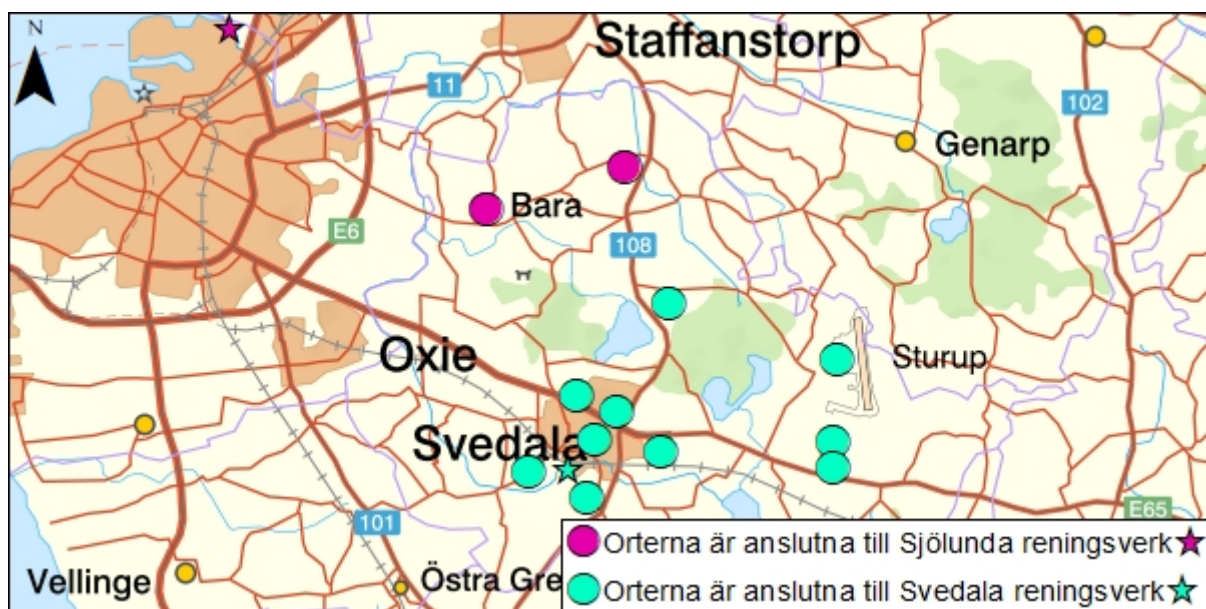 N
Staffanstorp
11
102
Genarp
Bara
E6
108
Oxie
Sturup
Svedala
E65
101
Vellinge
Östra Gre
Orterna är anslutna till Sjölunda reningsverk
Orterna är anslutna till Svedala reningsverk